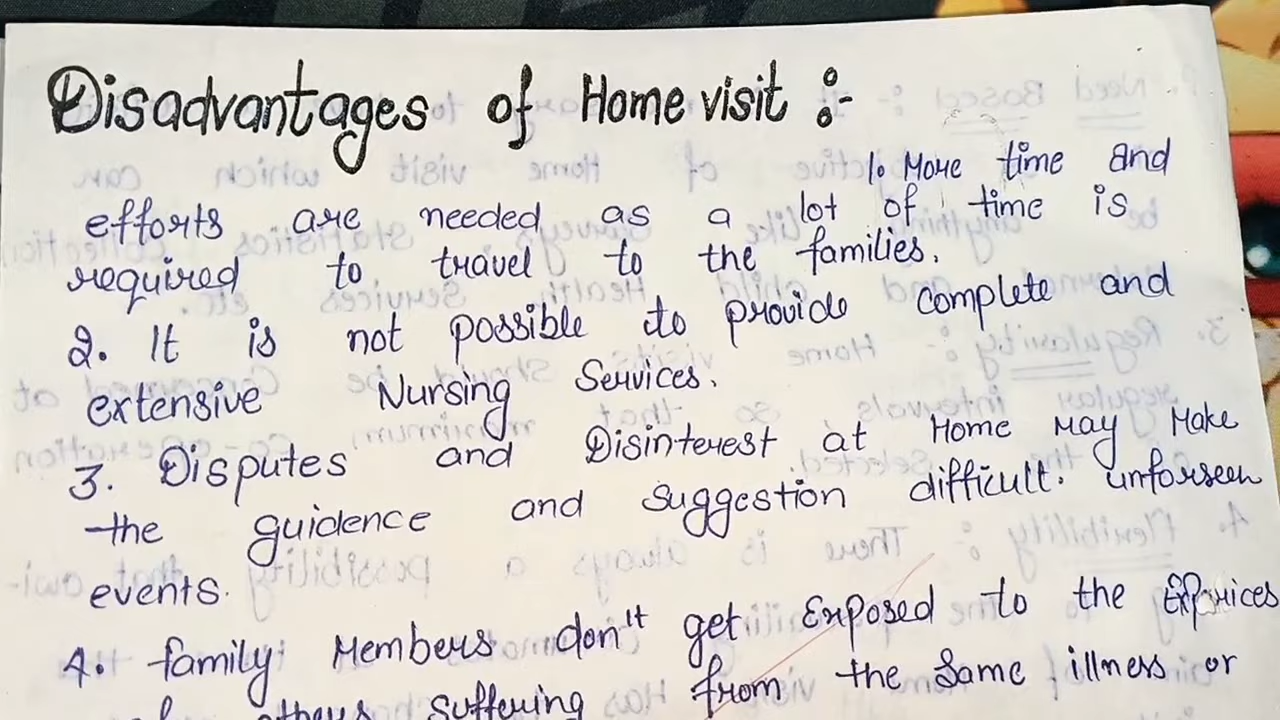 Disadvantages of Home visit :-
1. More time and
efforts are needed as a lot of time is
required to travel to the families.
2. It is not possible to provide complete and
extensive Nursing Services.
3. Disputes and Disinterest at Home May Make
the guidence and suggestion difficult. unforseen
events.
4. family Members don't get Exposed to the
others suffering from the Same illness or